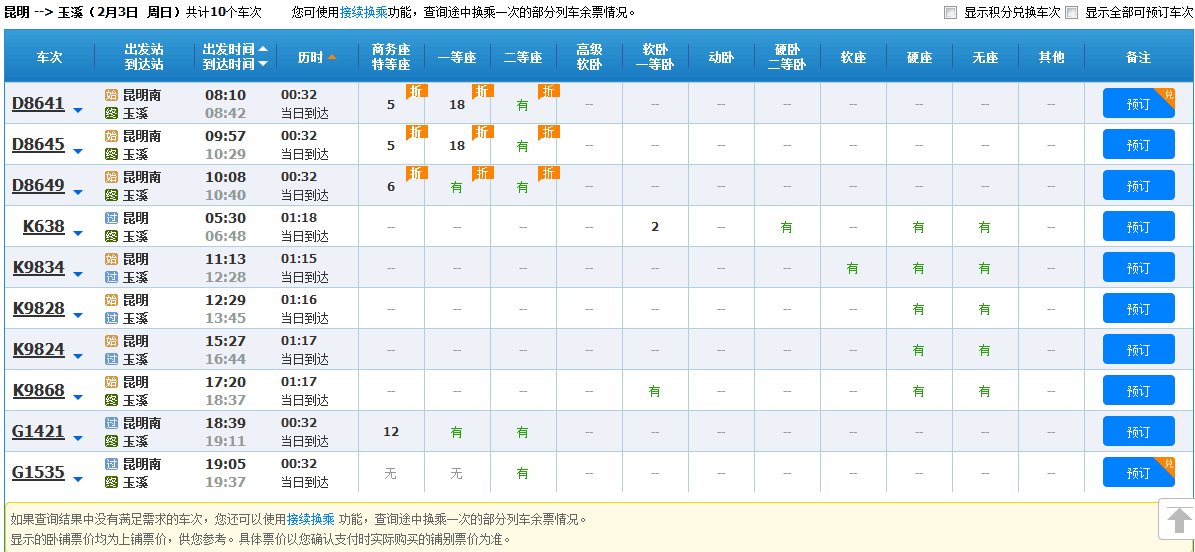 昆明 --> 玉溪（2月3日 周日）共计10个车次 您可使用接续换乘功能，查询途中换乘一次的部分列车余票情况。 显示积分兑换车次 显示全部可预订车次
车次 出发站 出发时间 历时 商务座 一等座 二等座 高级 软卧 动卧 硬卧 软座 硬座 无座 其他 备注
到达站 到达时间 特等座 软卧 一等卧 二等卧
折 折 折 兑
D8641 始 昆明南 08:10 00:32 5 18 有 -- -- -- -- -- -- -- -- 预订
终 玉溪 08:42 当日到达
折 折 折
D8645 始 昆明南 09:57 00:32 5 18 有 -- -- -- -- -- -- -- -- 预订
终 玉溪 10:29 当日到达
折 折 折
D8649 始 昆明南 10:08 00:32 6 有 有 -- -- -- -- -- -- -- -- 预订
终 玉溪 10:40 当日到达
K638 过 昆明 05:30 01:18 -- -- -- -- 2 -- 有 -- 有 有 -- 预订
终 玉溪 06:48 当日到达
K9834 始 昆明 11:13 01:15 -- -- -- -- -- -- -- 有 有 有 -- 预订
过 玉溪 12:28 当日到达
K9828 始 昆明 12:29 01:16 -- -- -- -- -- -- -- -- 有 有 -- 预订
过 玉溪 13:45 当日到达
K9824 始 昆明 15:27 01:17 -- -- -- -- -- -- -- -- 有 有 -- 预订
过 玉溪 16:44 当日到达
K9868 始 昆明 17:20 01:17 -- -- -- -- 有 -- -- -- 有 有 -- 预订
终 玉溪 18:37 当日到达
G1421 过 昆明南 18:39 00:32 12 有 有 -- -- -- -- -- -- -- -- 预订
终 玉溪 19:11 当日到达
兑
G1535 过 昆明南 19:05 00:32 无 无 有 -- -- -- -- -- -- -- -- 预订
终 玉溪 19:37 当日到达
如果查询结果中没有满足需求的车次，您还可以使用接续换乘 功能，查询途中换乘一次的部分列车余票情况。
显示的卧铺票价均为上铺票价，供您参考。具体票价以您确认支付时实际购买的铺别票价为准。